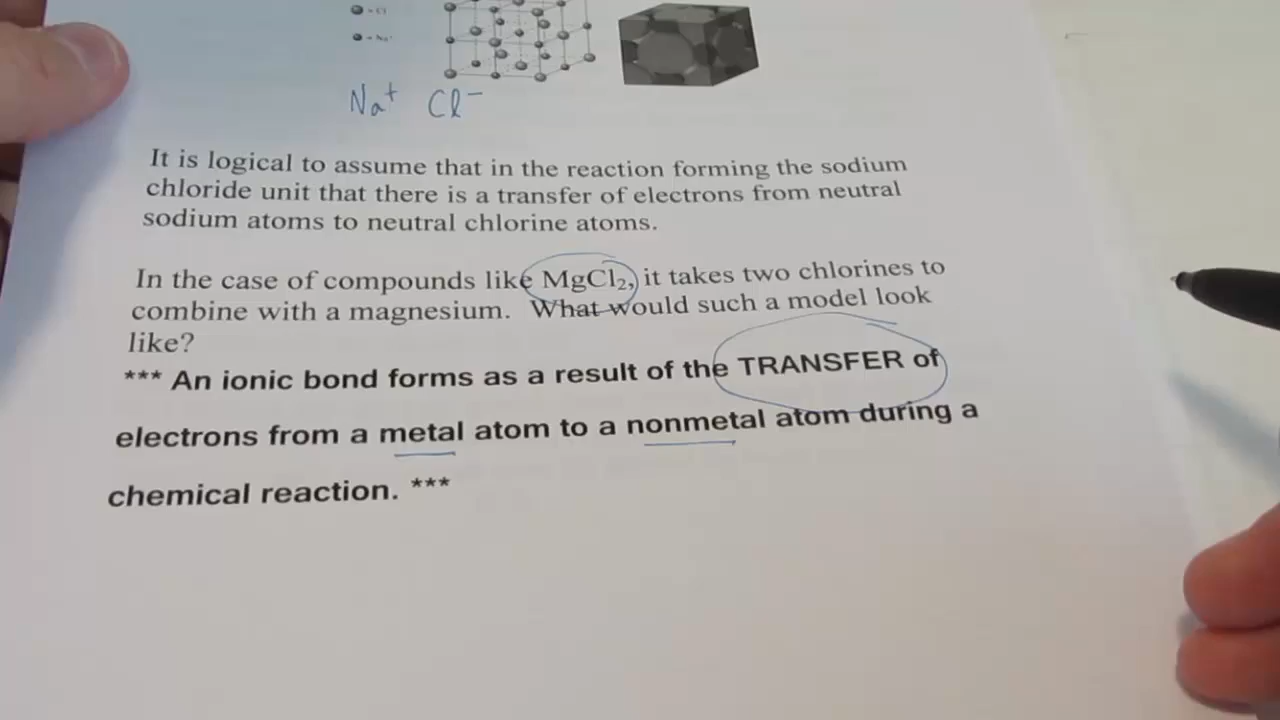 Na⁺ Cl⁻
It is logical to assume that in the reaction forming the sodium
chloride unit that there is a transfer of electrons from neutral
sodium atoms to neutral chlorine atoms.
In the case of compounds like MgCl₂, it takes two chlorines to
combine with a magnesium. What would such a model look
like?
*** An ionic bond forms as a result of the TRANSFER of
electrons from a metal atom to a nonmetal atom during a
chemical reaction. ***